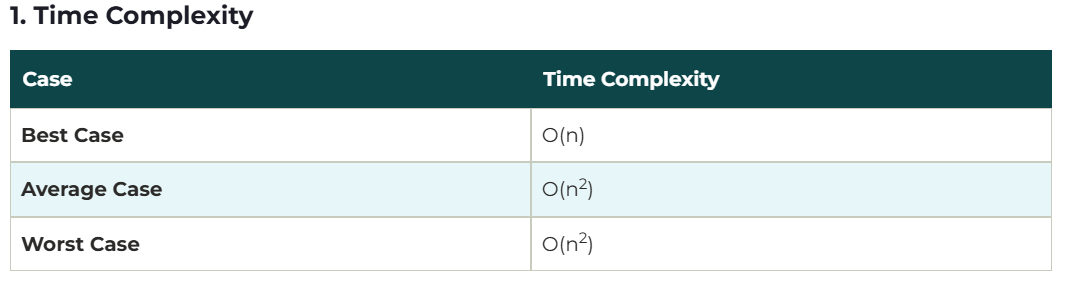 1. Time Complexity
Case Time Complexity
Best Case O(n)
Average Case O(n²)
Worst Case O(n²)